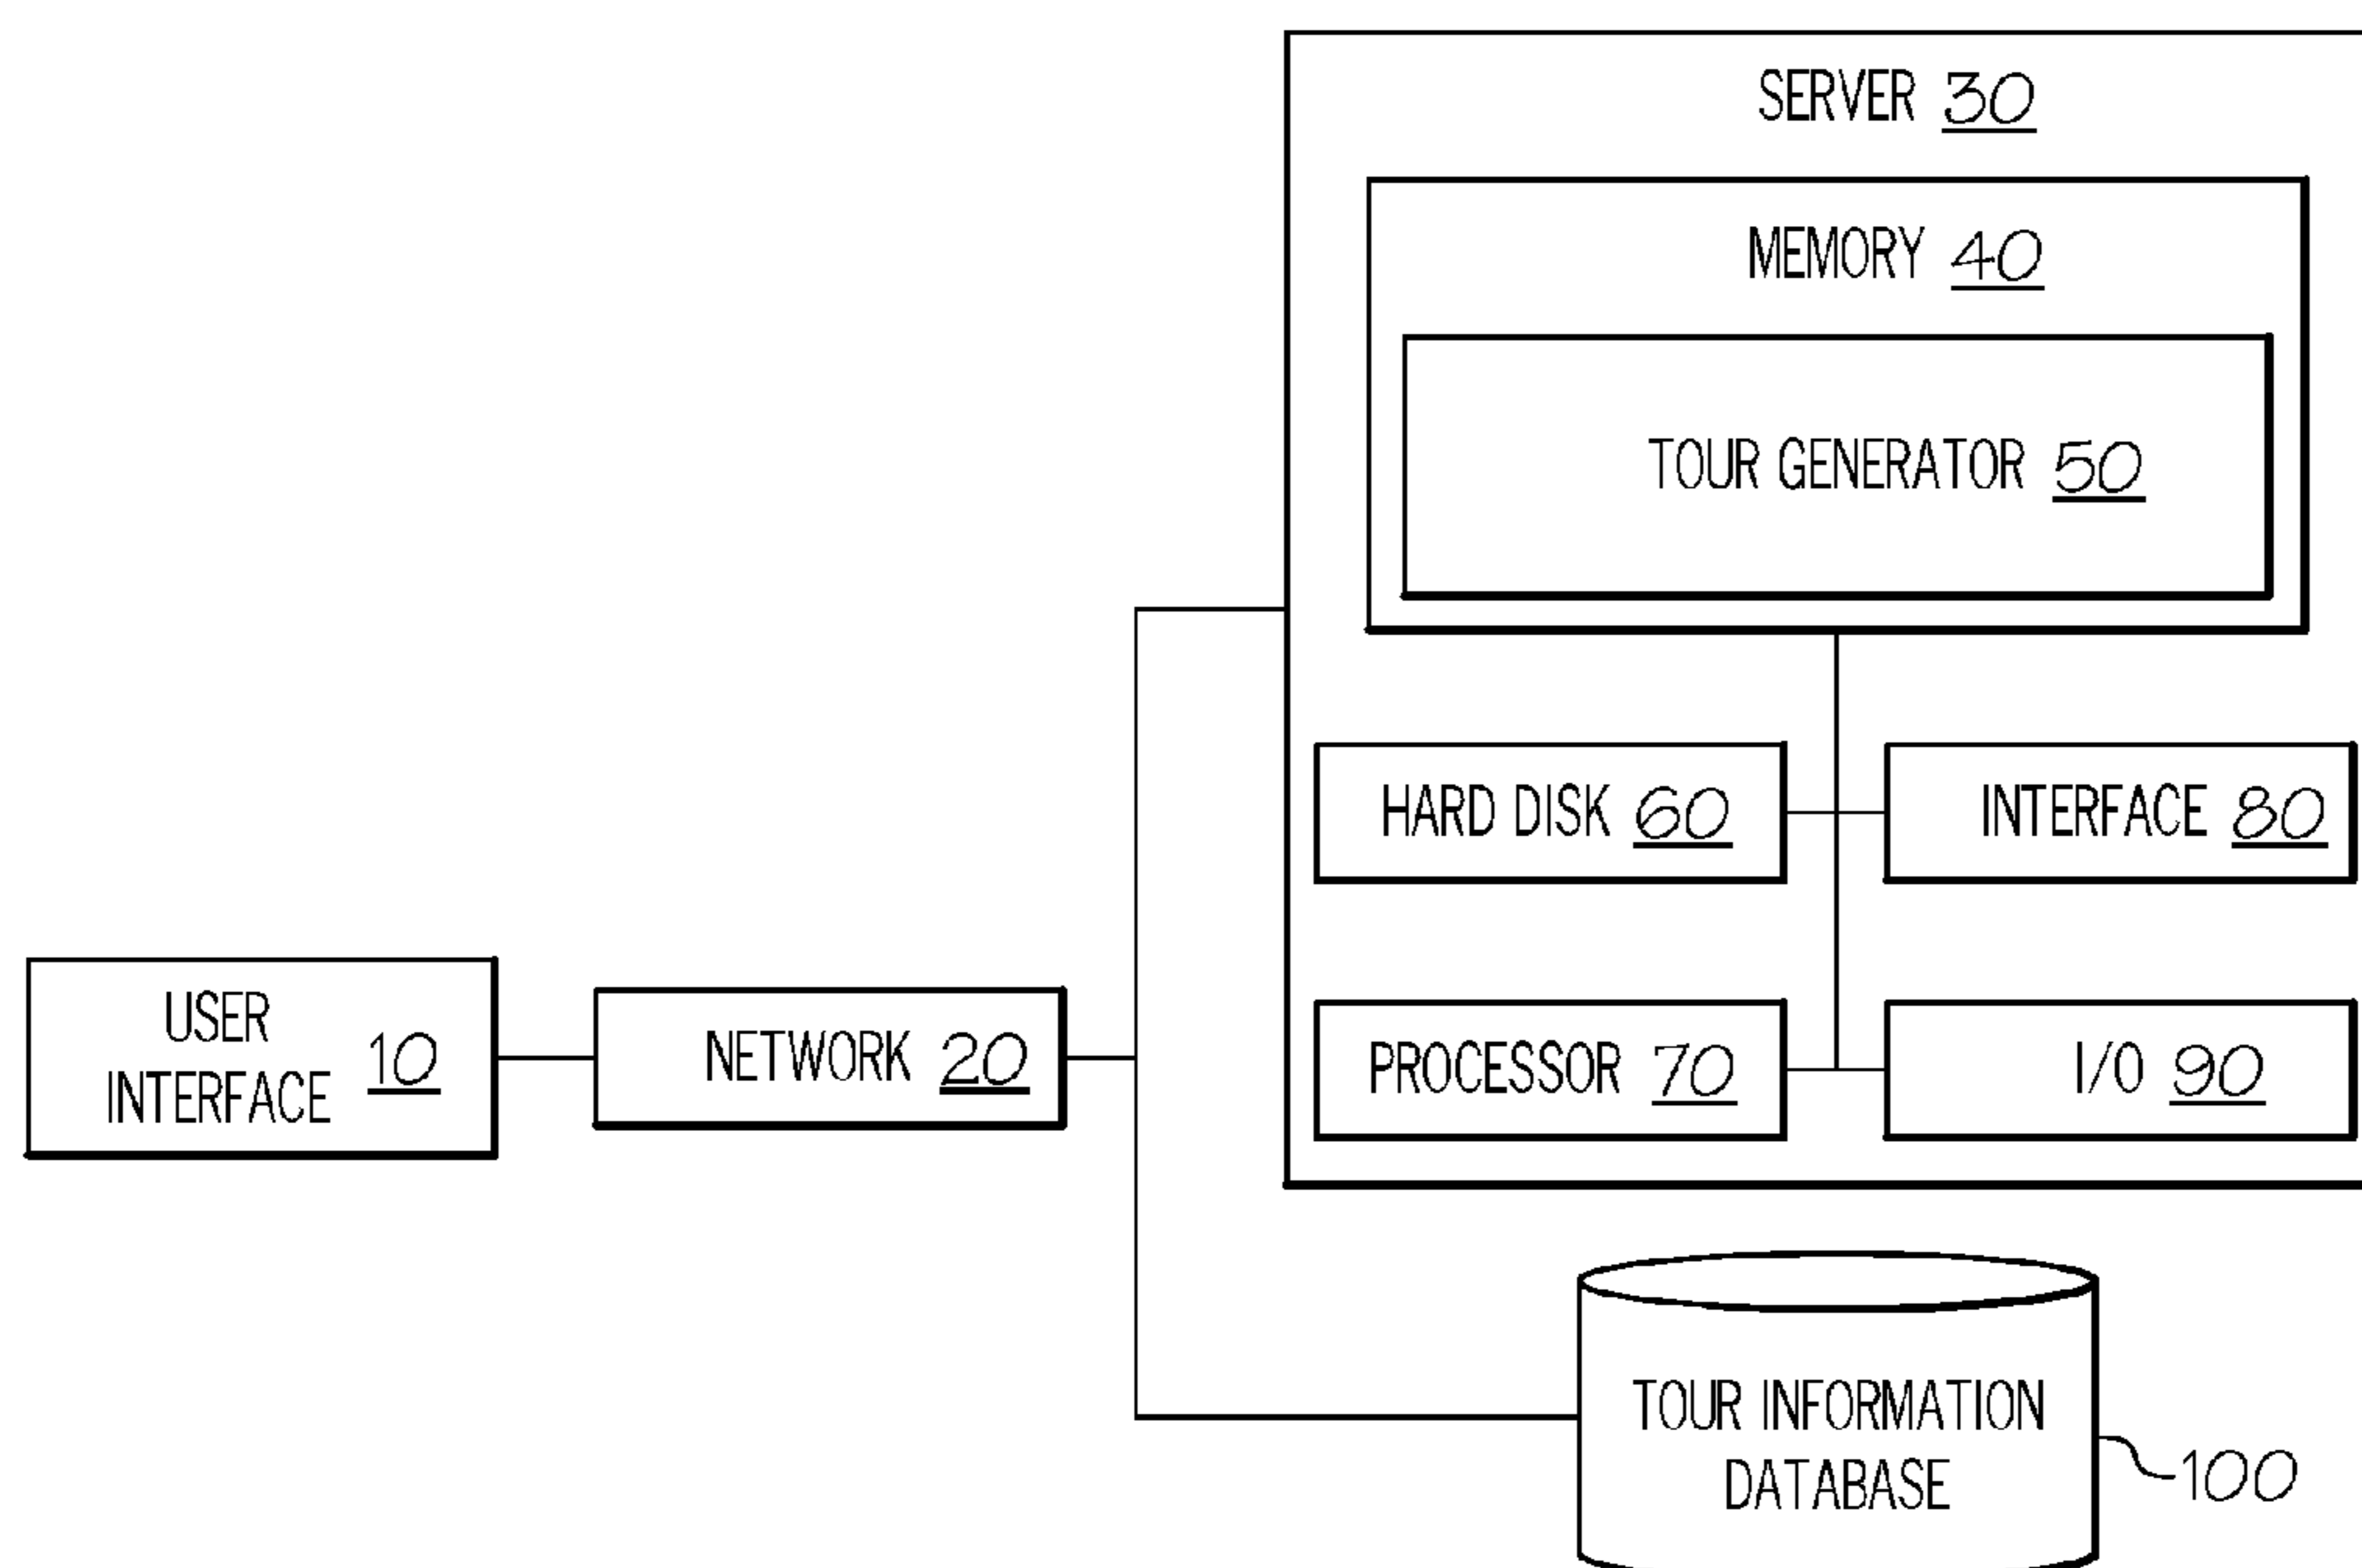 SERVER 30
MEMORY 40
TOUR GENERATOR 50
HARD DISK 60
INTERFACE 80
USER
INTERFACE 10
NETWORK 20
PROCESSOR 70
I/O 90
TOUR INFORMATION
DATABASE
100